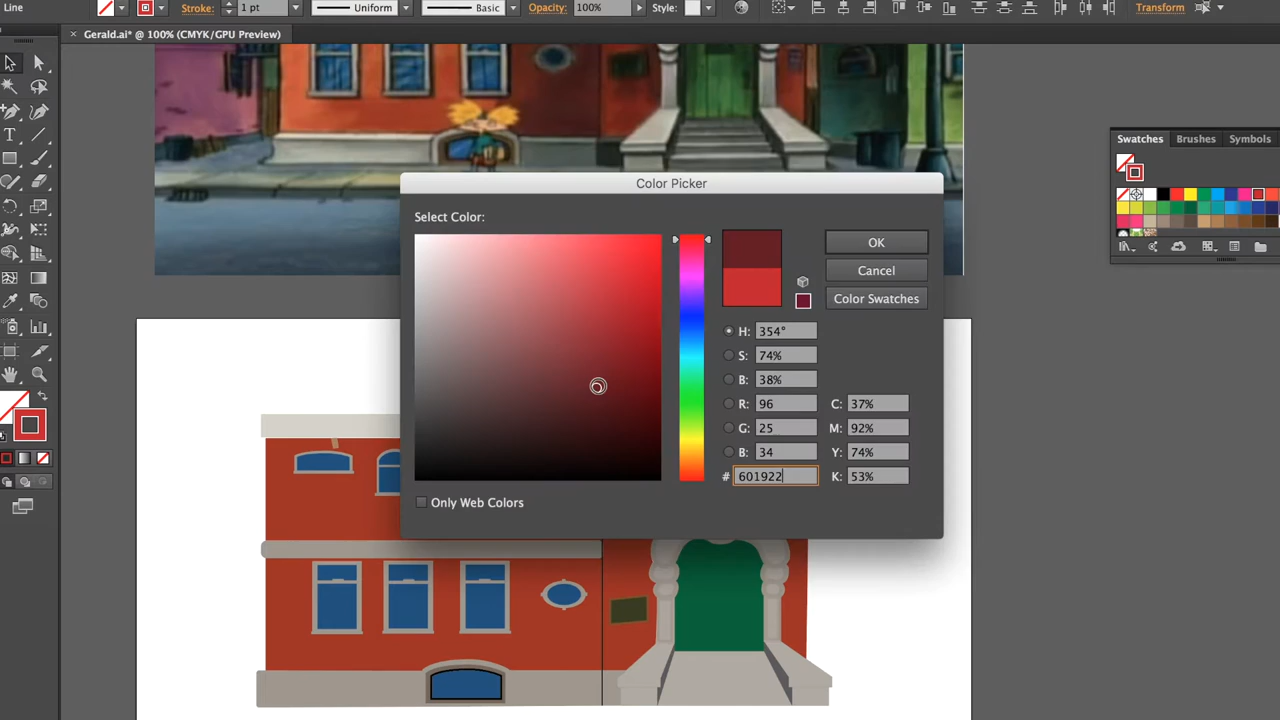 Line Stroke: 1 pt Uniform Basic Opacity: 100% Style: Transform
× Gerald.ai* @ 100% (CMYK/GPU Preview)
Swatches Brushes Symbols
Color Picker
Select Color:
OK
Cancel
Color Swatches
H: 354°
S: 74%
B: 38%
R: 96 C: 37%
G: 25 M: 92%
B: 34 Y: 74%
# 601922 K: 53%
Only Web Colors